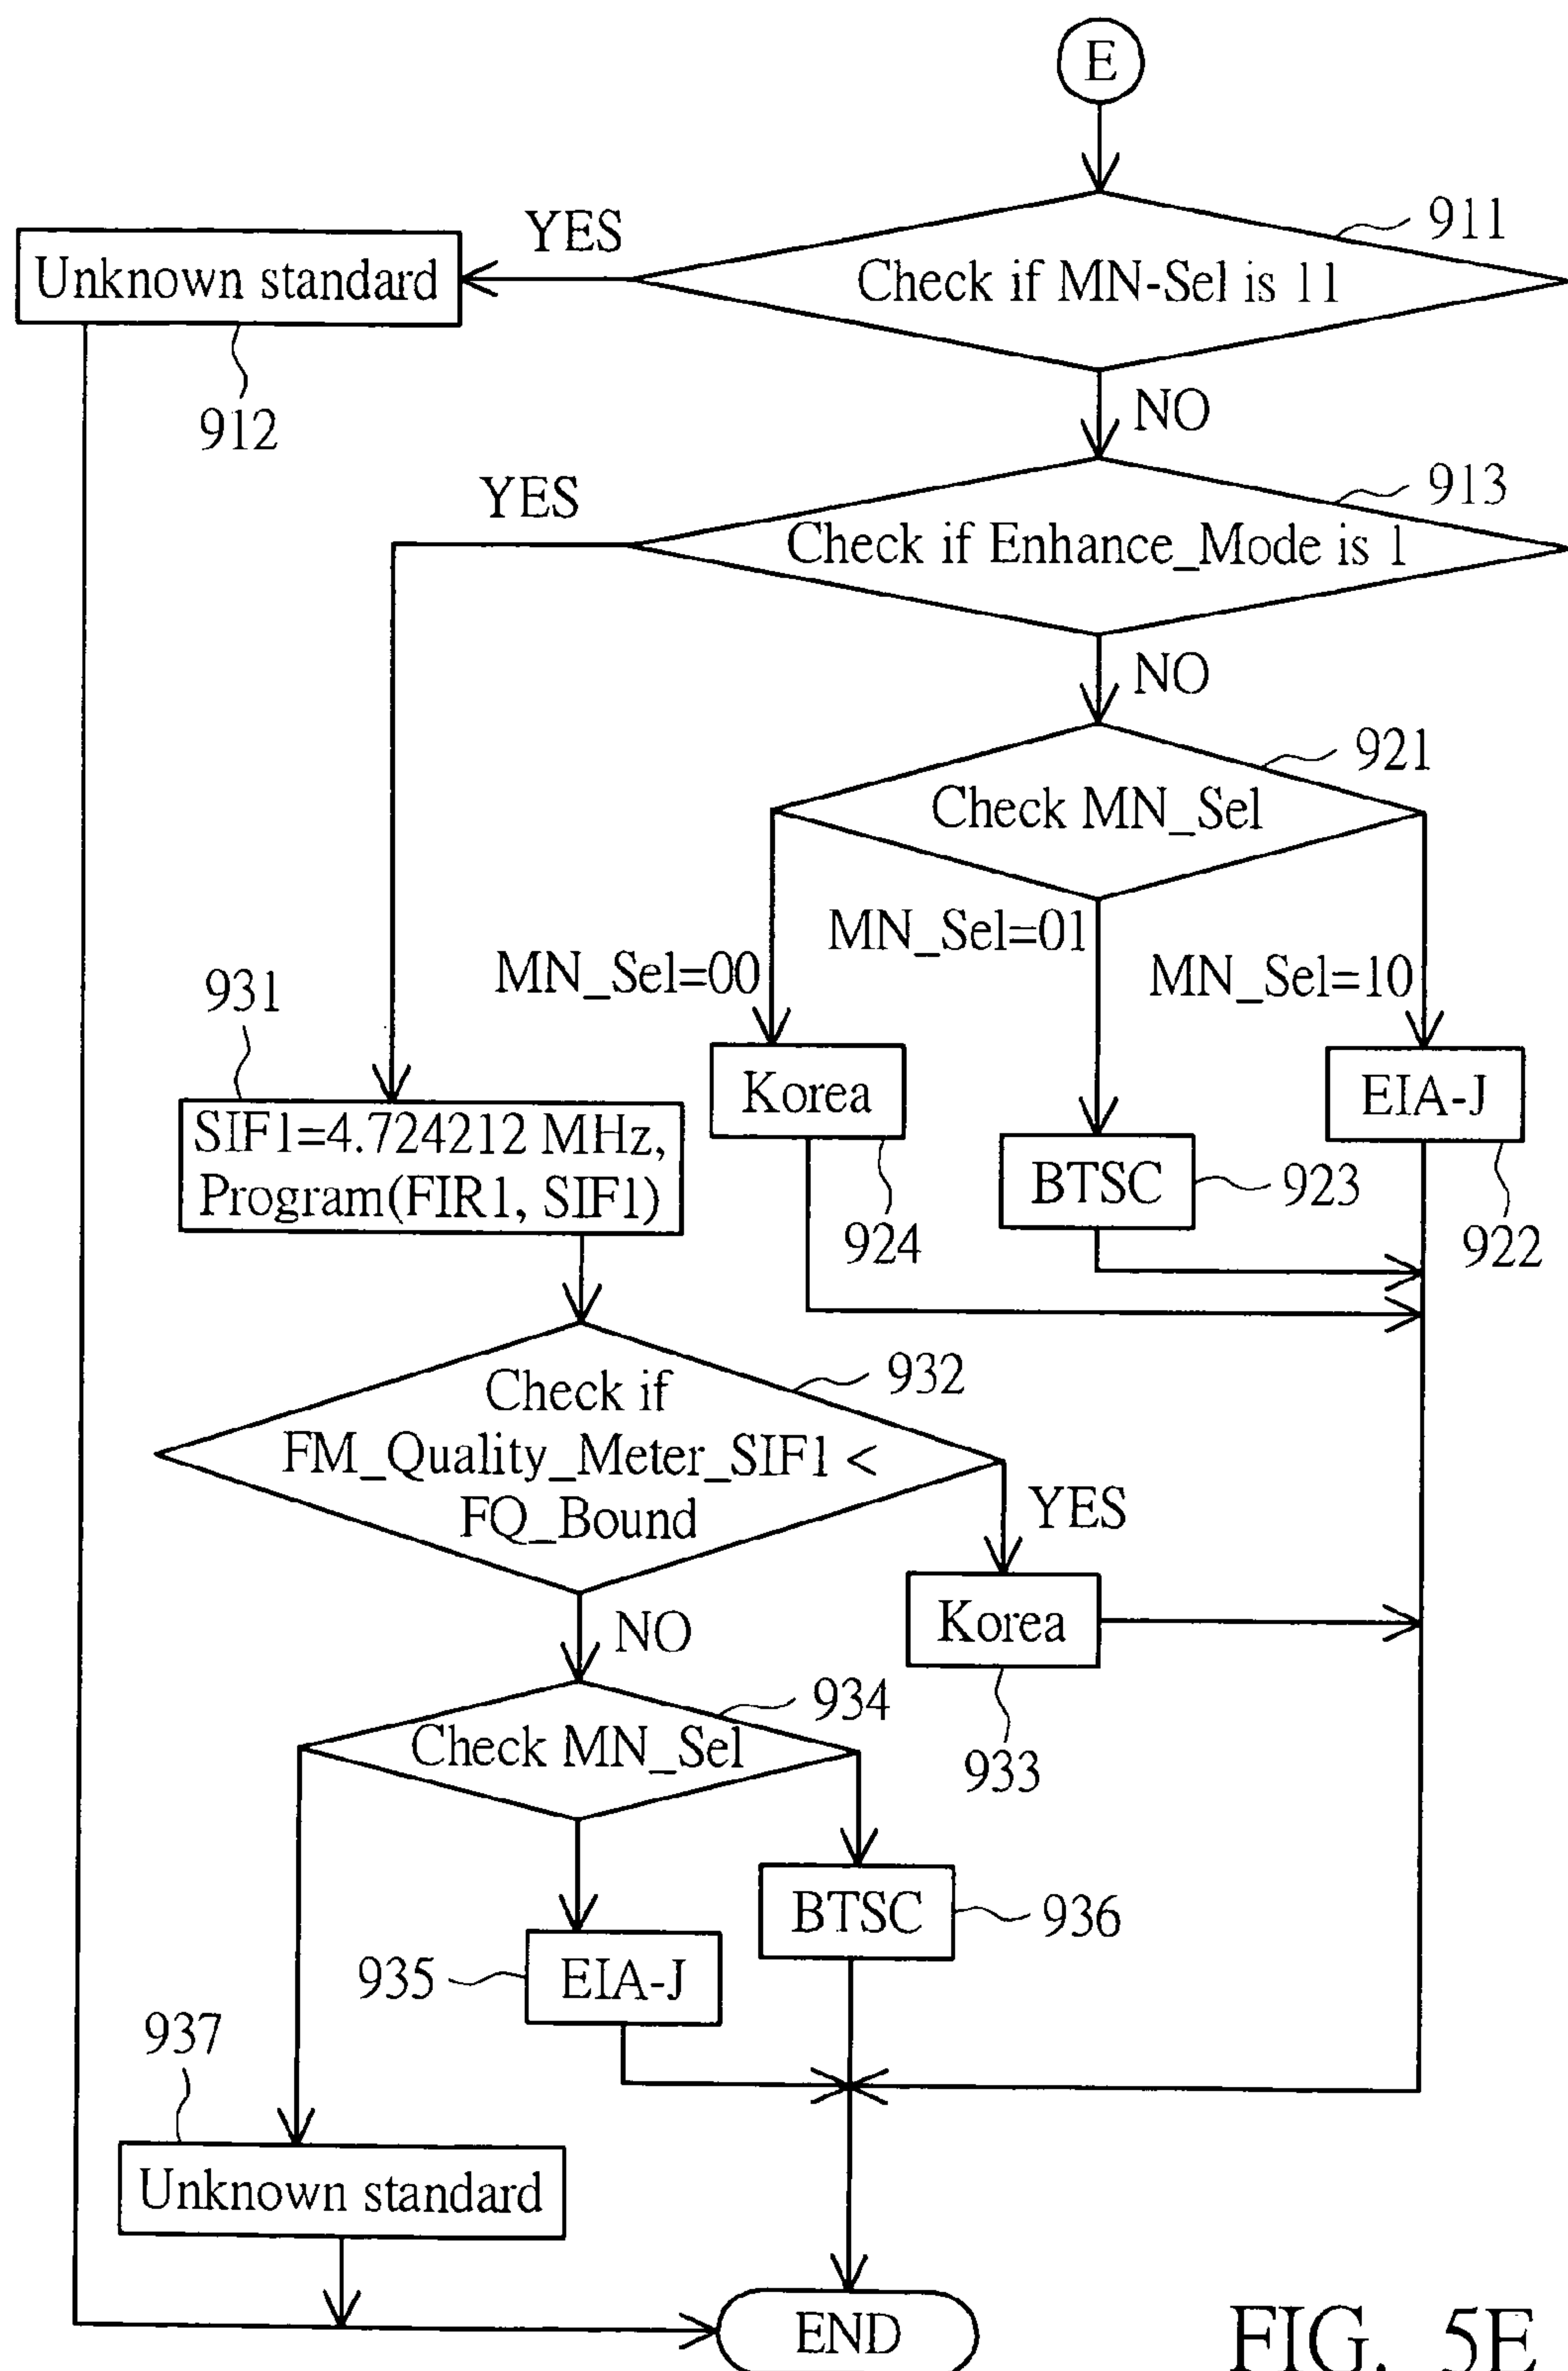 E
911
YES
Unknown standard
Check if MN-Sel is 11
912
NO
913
YES
Check if Enhance_Mode is 1
NO
921
Check MN_Sel
MN_Sel=01
MN_Sel=00
MN_Sel=10
931
Korea
EIA-J
SIF1=4.724212 MHz,
Program(FIR1, SIF1)
BTSC
923
924
922
932
Check if
FM_Quality_Meter_SIF1 <
FQ_Bound
YES
Korea
NO
934
Check MN_Sel
933
BTSC
936
935
EIA-J
937
Unknown standard
END
FIG. 5E